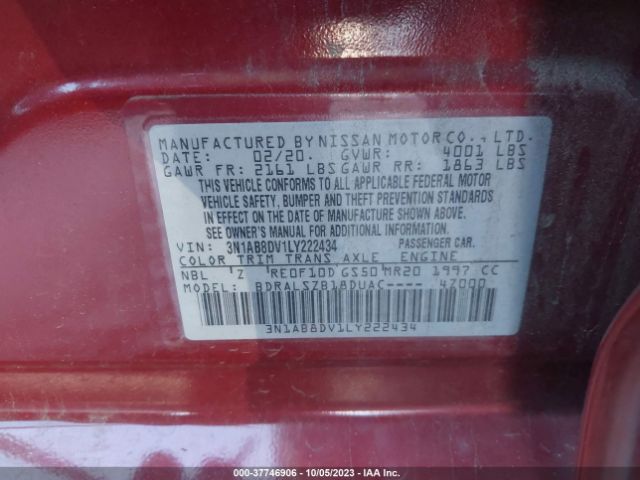 MANUFACTURED BY NISSAN MOTOR CO., LTD.
DATE: 02/20. GVWR: 4001 LBS
GAWR FR: 2161 LBS GAWR RR: 1863 LBS
THIS VEHICLE CONFORMS TO ALL APPLICABLE FEDERAL MOTOR
VEHICLE SAFETY, BUMPER AND THEFT PREVENTION STANDARDS
IN EFFECT ON THE DATE OF MANUFACTURE SHOWN ABOVE.
SEE OWNER'S MANUAL FOR ADDITIONAL INFORMATION.
VIN: 3N1AB8DV1LY222434 PASSENGER CAR.
COLOR TRIM TRANS AXLE ENGINE
NBL 'Z RE0F10D GS50 MR20 1997 CC
MODEL: BDRALSZB18DUAC---- 4Z000
3N1AB8DV1LY222434
000-37746906 | 10/05/2023 | IAA Inc.